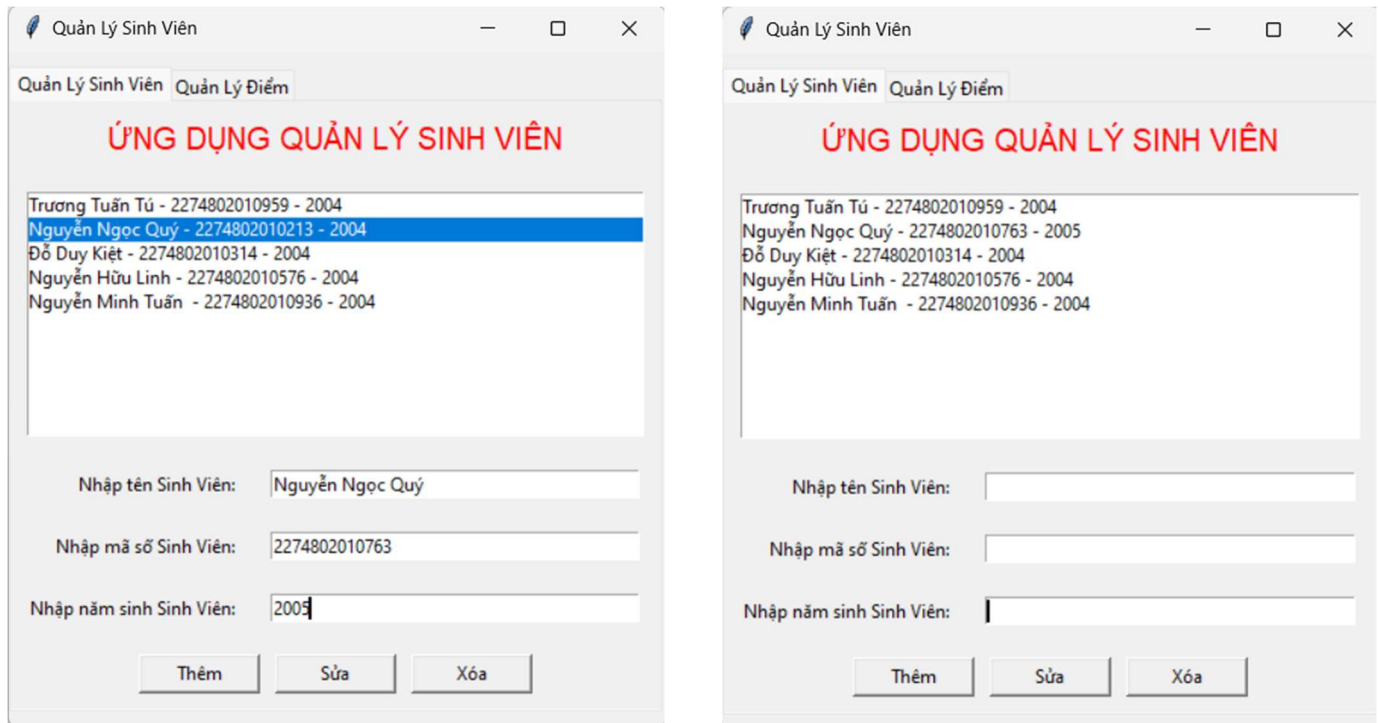 Quản Lý Sinh Viên
Quản Lý Sinh Viên Quản Lý Điểm
ỨNG DỤNG QUẢN LÝ SINH VIÊN
Trương Tuấn Tú - 2274802010959 - 2004
Nguyễn Ngọc Quý - 2274802010213 - 2004
Đỗ Duy Kiệt - 2274802010314 - 2004
Nguyễn Hữu Linh - 2274802010576 - 2004
Nguyễn Minh Tuấn  - 2274802010936 - 2004
Nhập tên Sinh Viên: Nguyễn Ngọc Quý
Nhập mã số Sinh Viên: 2274802010763
Nhập năm sinh Sinh Viên: 2005
Thêm Sửa Xóa
Quản Lý Sinh Viên
Quản Lý Sinh Viên Quản Lý Điểm
ỨNG DỤNG QUẢN LÝ SINH VIÊN
Trương Tuấn Tú - 2274802010959 - 2004
Nguyễn Ngọc Quý - 2274802010763 - 2005
Đỗ Duy Kiệt - 2274802010314 - 2004
Nguyễn Hữu Linh - 2274802010576 - 2004
Nguyễn Minh Tuấn  - 2274802010936 - 2004
Nhập tên Sinh Viên:
Nhập mã số Sinh Viên:
Nhập năm sinh Sinh Viên:
Thêm Sửa Xóa